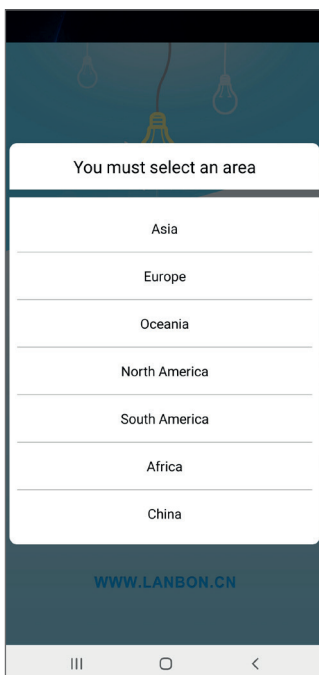 You must select an area
Asia
Europe
Oceania
North America
South America
Africa
China
WWW.LANBON.CN